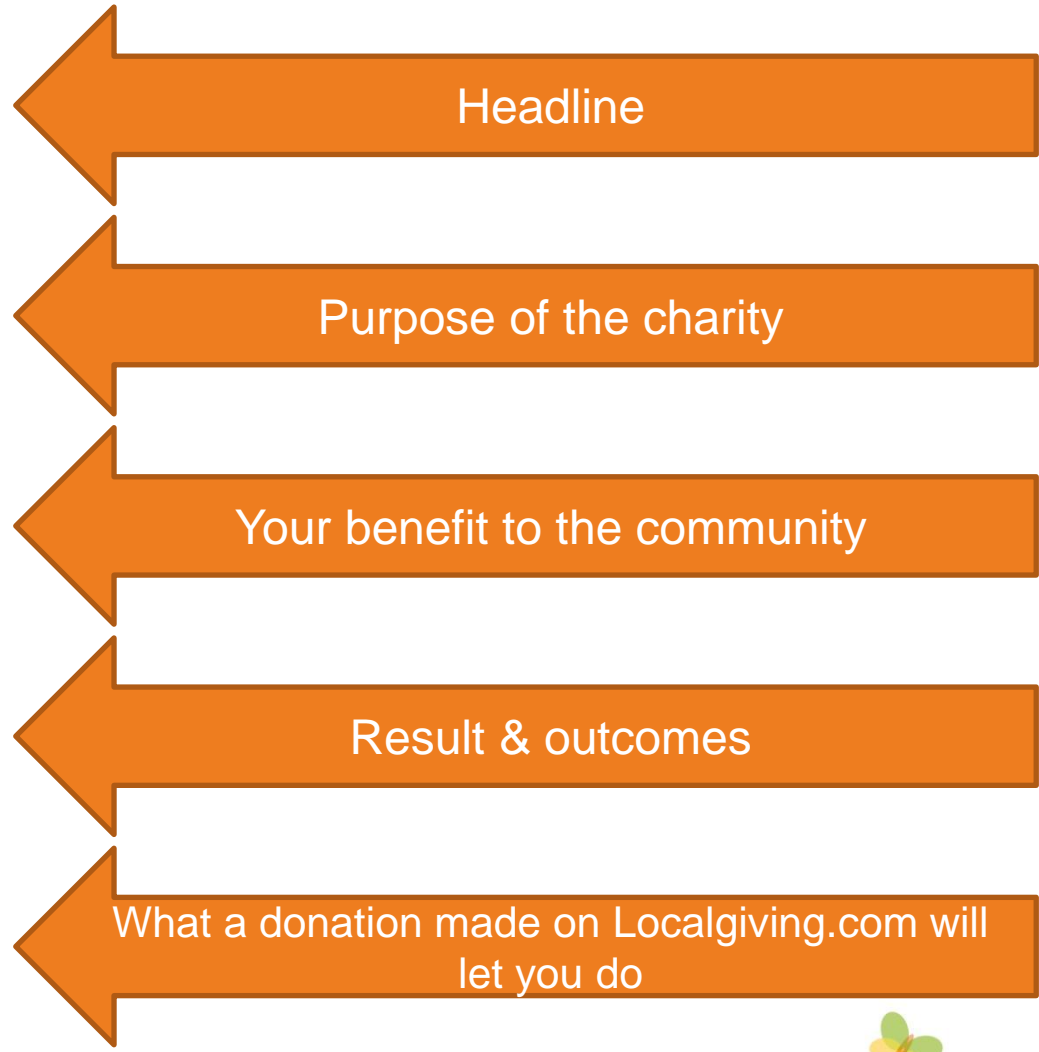 Headline
Purpose of the charity
Your benefit to the community
Result & outcomes
What a donation made on Localgiving.com will
let you do